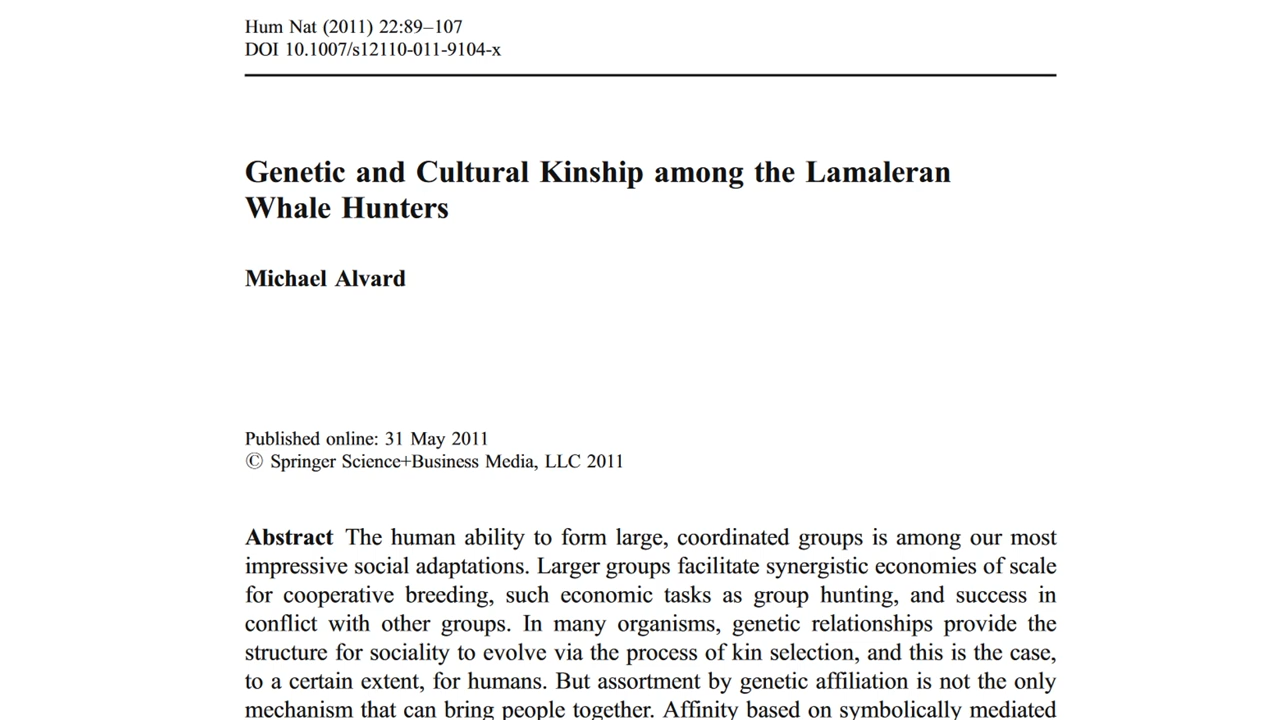 Hum Nat (2011) 22:89–107
DOI 10.1007/s12110-011-9104-x
Genetic and Cultural Kinship among the Lamaleran
Whale Hunters
Michael Alvard
Published online: 31 May 2011
© Springer Science+Business Media, LLC 2011
Abstract The human ability to form large, coordinated groups is among our most
impressive social adaptations. Larger groups facilitate synergistic economies of scale
for cooperative breeding, such economic tasks as group hunting, and success in
conflict with other groups. In many organisms, genetic relationships provide the
structure for sociality to evolve via the process of kin selection, and this is the case,
to a certain extent, for humans. But assortment by genetic affiliation is not the only
mechanism that can bring people together. Affinity based on symbolically mediated